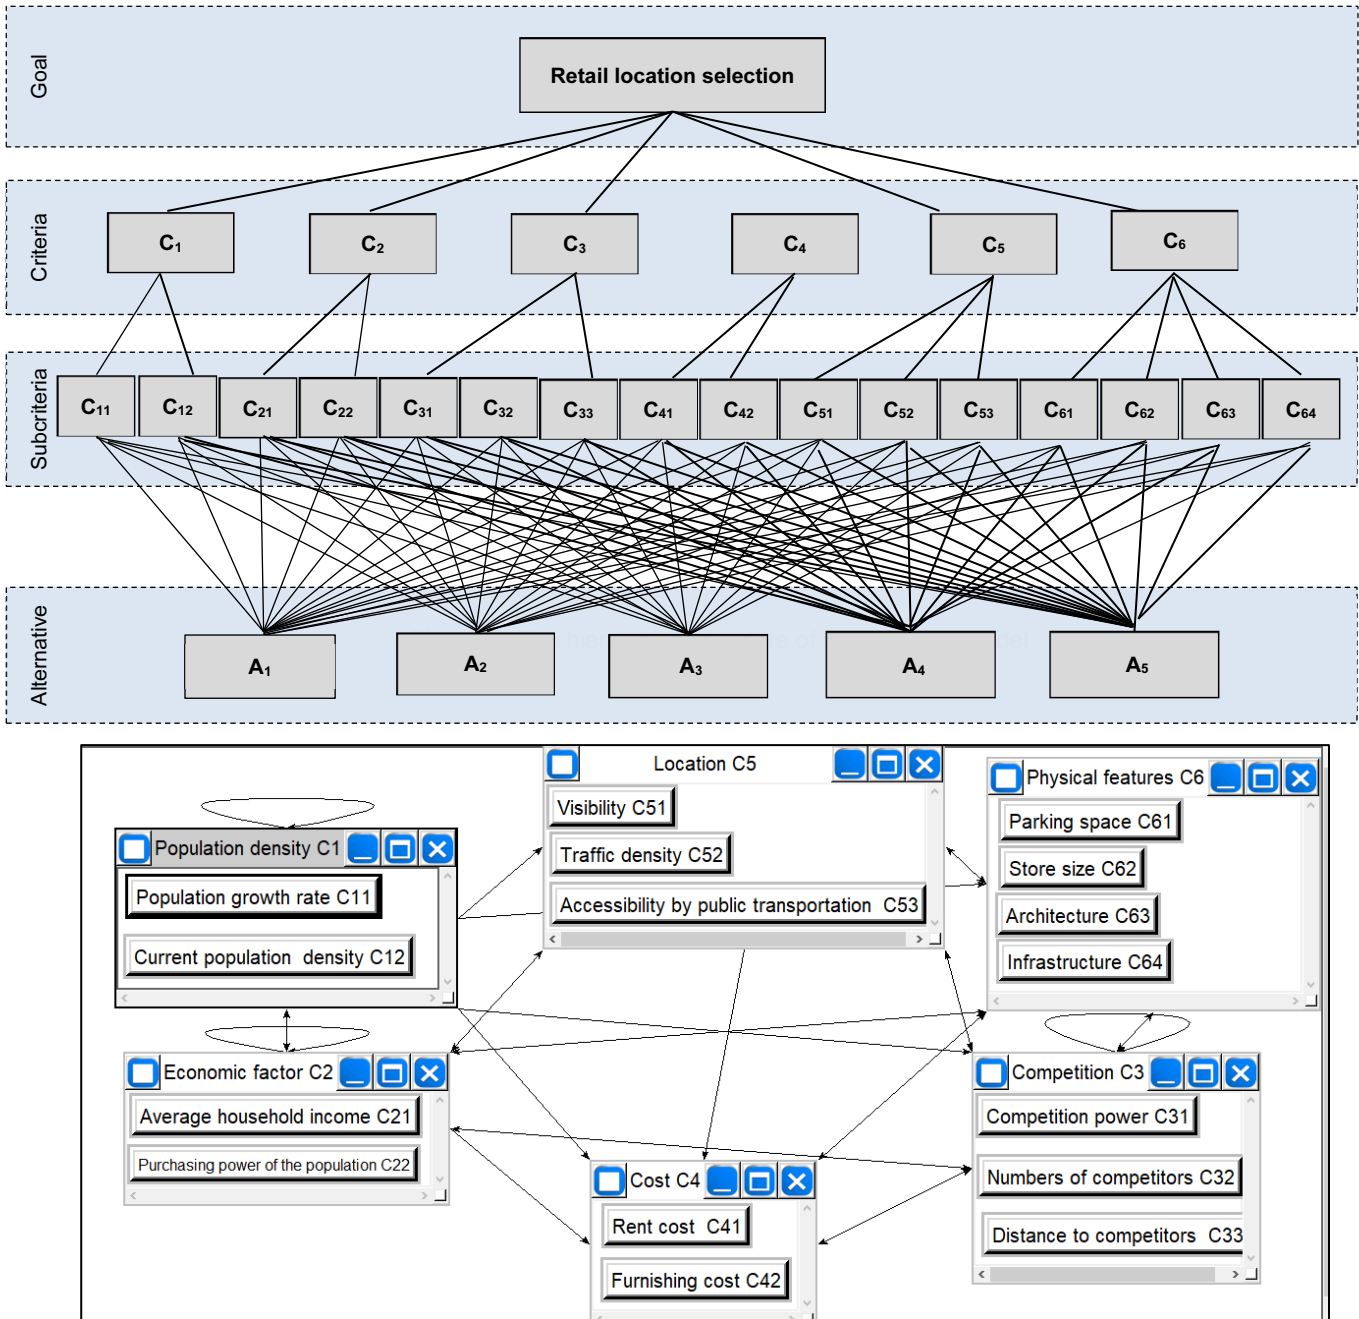 Goal
Retail location selection
Criteria
C1 C2 C3 C4 C5 C6
Subcriteria
C11 C12 C21 C22 C31 C32 C33 C41 C42 C51 C52 C53 C61 C62 C63 C64
Alternative
A1 A2 A3 A4 A5
Location C5
Visibility C51
Traffic density C52
Accessibility by public transportation C53
Physical features C6
Parking space C61
Store size C62
Architecture C63
Infrastructure C64
Population density C1
Population growth rate C11
Current population density C12
Economic factor C2
Average household income C21
Purchasing power of the population C22
Competition C3
Competition power C31
Numbers of competitors C32
Distance to competitors C33
Cost C4
Rent cost C41
Furnishing cost C42